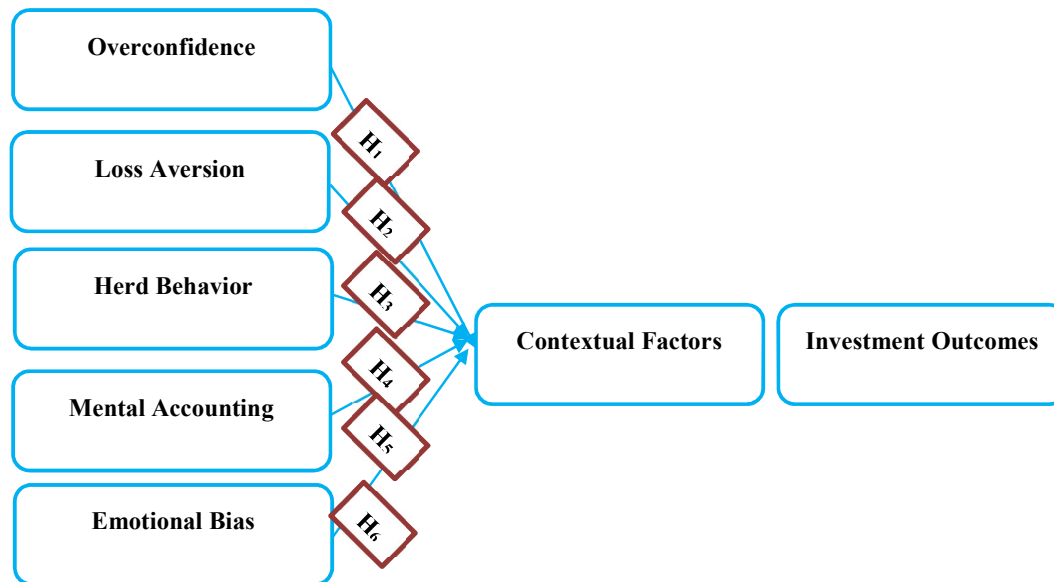 Overconfidence
H₁
Loss Aversion
H₂
Herd Behavior
H₃
Contextual Factors
Investment Outcomes
H₄
Mental Accounting
H₅
Emotional Bias
H₆